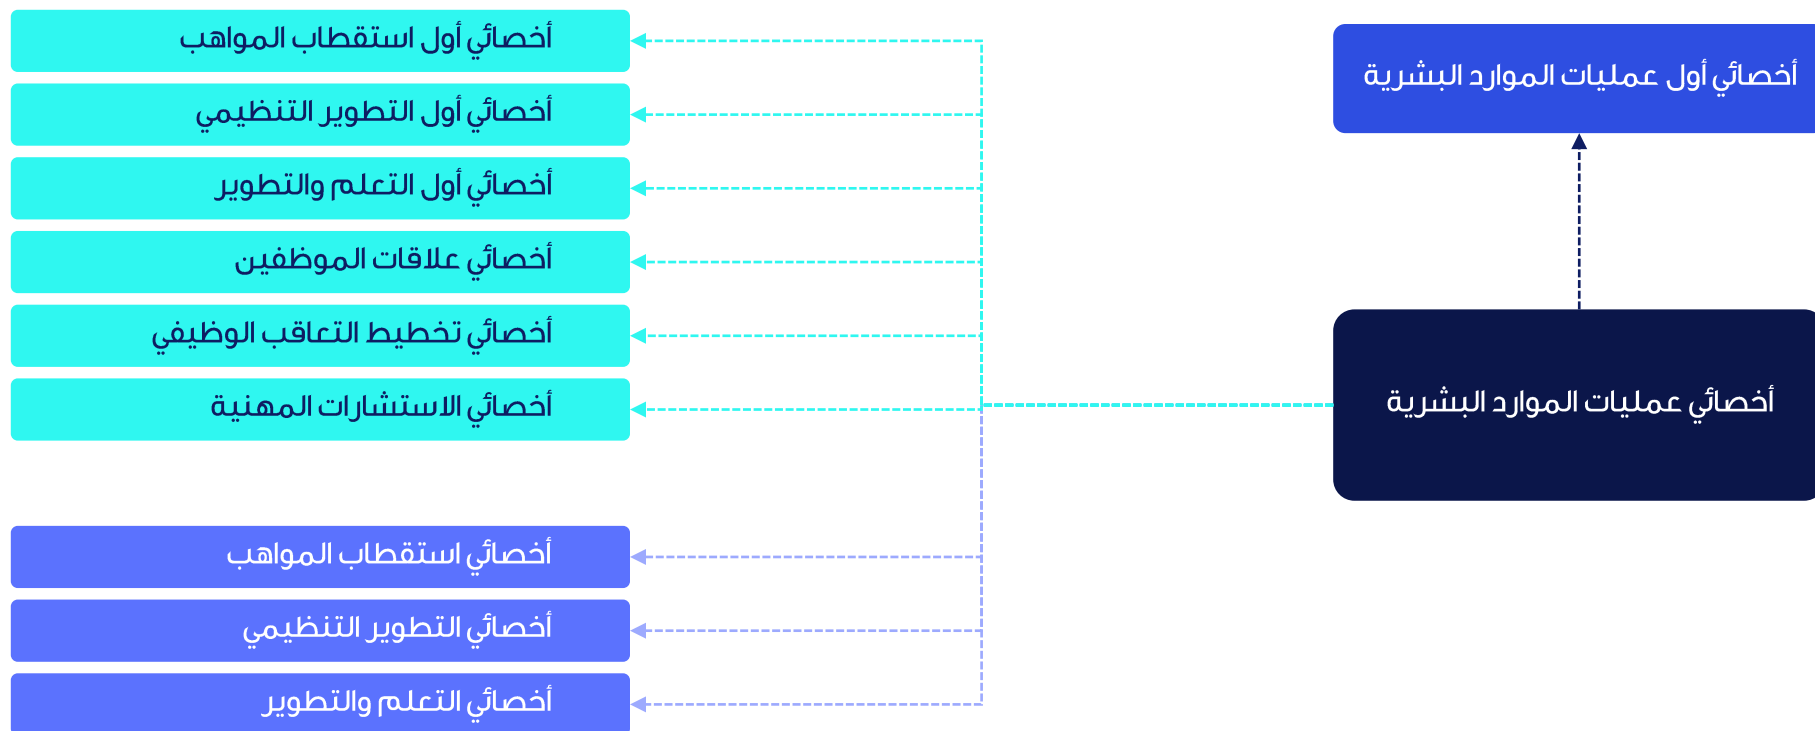 أخصائي أول عمليات الموارد البشرية
أخصائي عمليات الموارد البشرية
أخصائي أول استقطاب المواهب
أخصائي أول التطوير التنظيمي
أخصائي أول التعلم والتطوير
أخصائي علاقات الموظفين
أخصائي تخطيط التعاقب الوظيفي
أخصائي الاستشارات المهنية
أخصائي استقطاب المواهب
أخصائي التطوير التنظيمي
أخصائي التعلم والتطوير